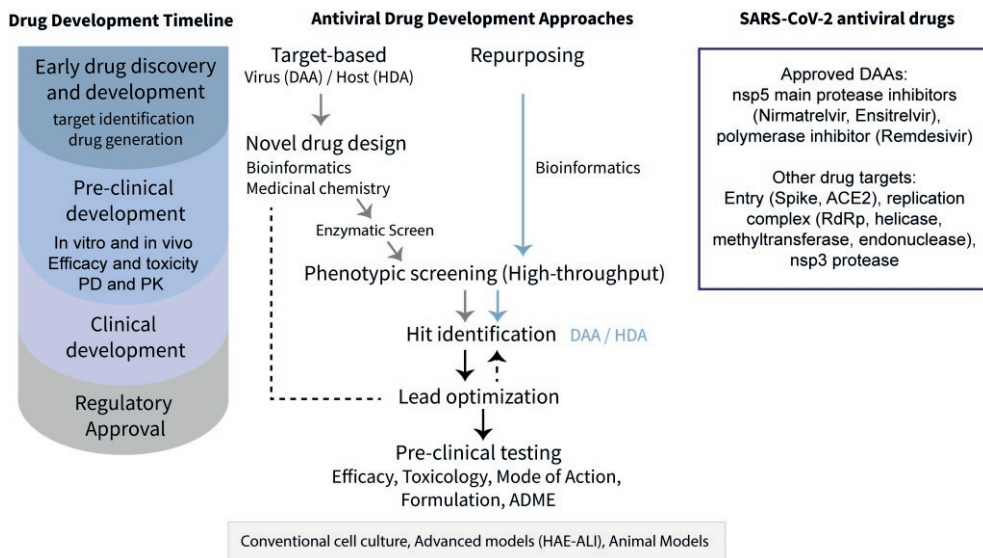 Drug Development Timeline
Early drug discovery
and development
target identification
drug generation
Pre-clinical
development
In vitro and in vivo
Efficacy and toxicity
PD and PK
Clinical
development
Regulatory
Approval
Antiviral Drug Development Approaches
Target-based
Virus (DAA) / Host (HDA)
Repurposing
Novel drug design
Bioinformatics
Medicinal chemistry
Bioinformatics
Enzymatic Screen
Phenotypic screening (High-throughput)
Hit identification
DAA / HDA
Lead optimization
Pre-clinical testing
Efficacy, Toxicology, Mode of Action,
Formulation, ADME
Conventional cell culture, Advanced models (HAE-ALI), Animal Models
SARS-CoV-2 antiviral drugs
Approved DAAs:
nsp5 main protease inhibitors
(Nirmatrelvir, Ensitrelvir),
polymerase inhibitor (Remdesivir)
Other drug targets:
Entry (Spike, ACE2), replication
complex (RdRp, helicase,
methyltransferase, endonuclease),
nsp3 protease